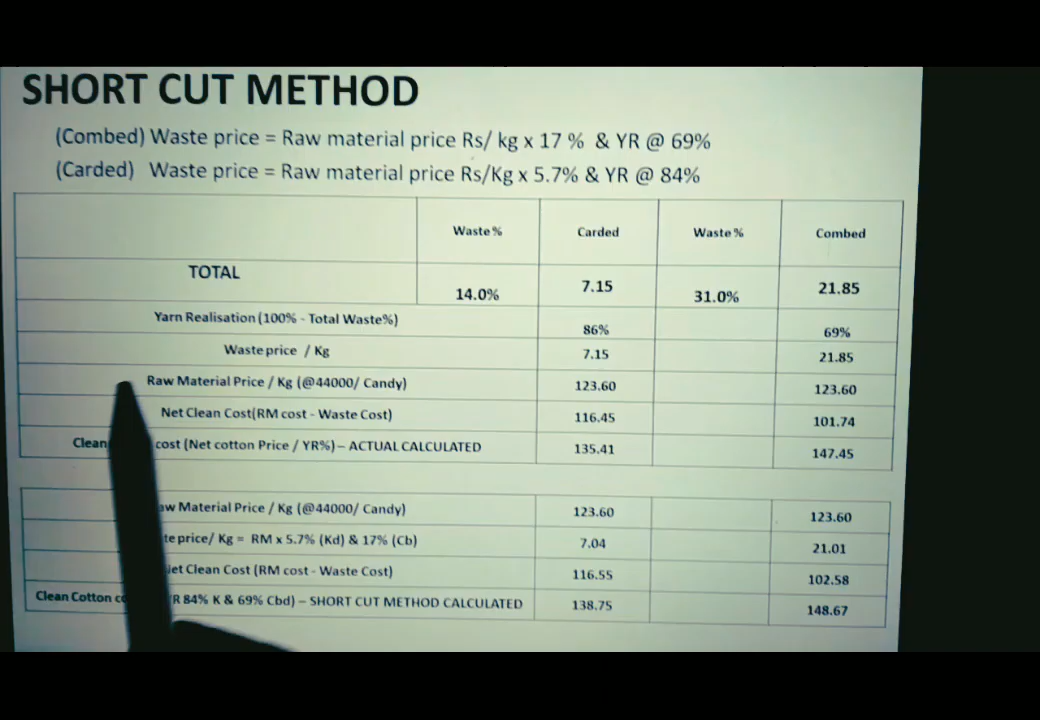 SHORT CUT METHOD
(Combed) Waste price = Raw material price Rs/ kg x 17 % & YR @ 69%
(Carded) Waste price = Raw material price Rs/Kg x 5.7% & YR @ 84%
Waste % Carded Waste % Combed
TOTAL 14.0% 7.15 31.0% 21.85
Yarn Realisation (100% - Total Waste%) 86% 69%
Waste price / Kg 7.15 21.85
Raw Material Price / Kg (@44000/ Candy) 123.60 123.60
Net Clean Cost(RM cost - Waste Cost) 116.45 101.74
Clean cost (Net cotton Price / YR%) – ACTUAL CALCULATED 135.41 147.45
Material Price / Kg (@44000/ Candy) 123.60 123.60
price/ Kg = RM x 5.7% (Kd) & 17% (Cb) 7.04 21.01
Net Clean Cost (RM cost - Waste Cost) 116.55 102.58
Clean Cotton 84% K & 69% Cbd) – SHORT CUT METHOD CALCULATED 138.75 148.67